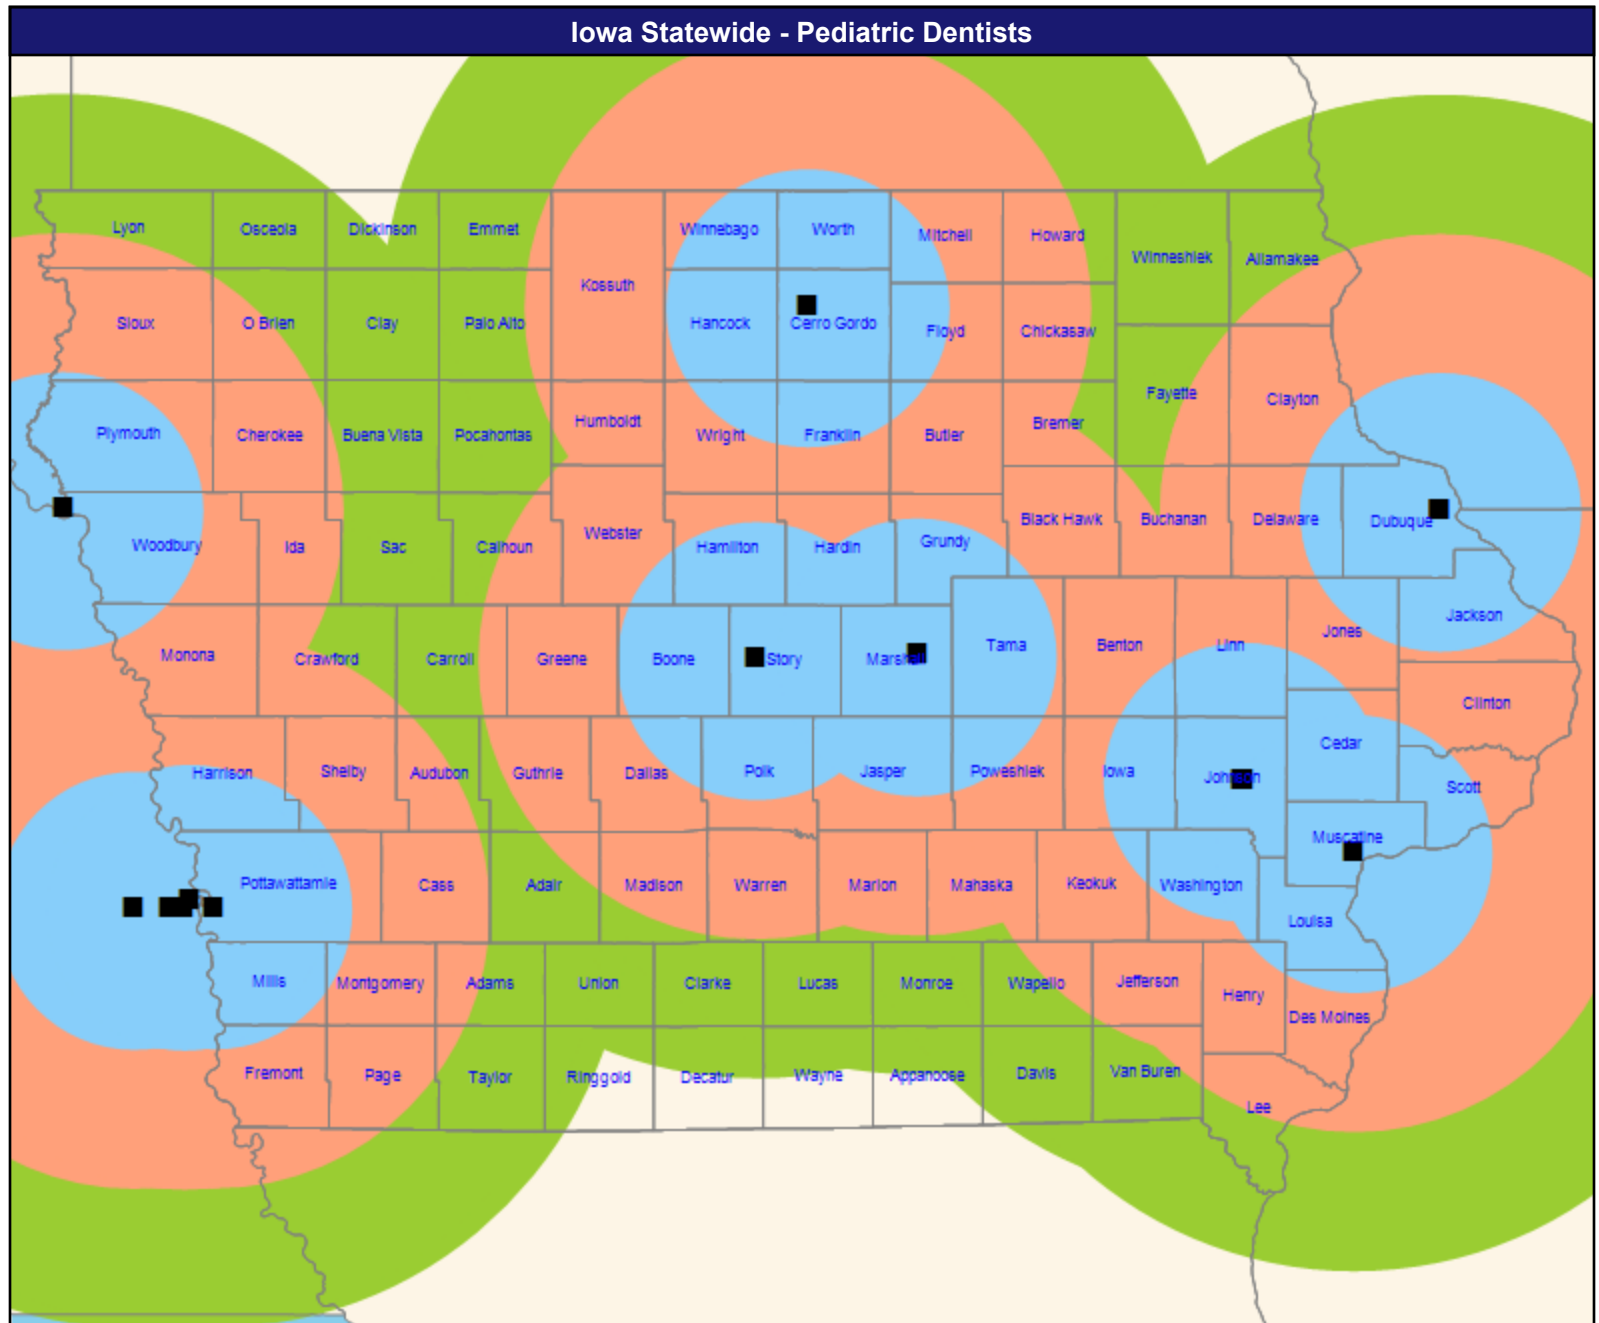 Iowa Statewide - Pediatric Dentists
Lyon Osceola Dickinson Emmet Winnebago Worth Mitchell Howard
Winneshiek Allamakee
Kossuth
Sioux O Brien Clay Palo Alto Hancock Cerro Gordo Floyd Chickasaw
Fayette Clayton
Plymouth Cherokee Buena Vista Pocahontas Humboldt Wright Franklin Butler Bremer
Woodbury Ida Sac Calhoun Webster Hamilton Hardin Grundy Black Hawk Buchanan Delaware Dubuque
Jackson
Monona Crawford Carroll Greene Boone Story Marshall Tama Benton Linn Jones
Clinton
Harrison Shelby Audubon Guthrie Dallas Polk Jasper Poweshiek Iowa Johnson Cedar Scott
Muscatine
Pottawattamie Cass Adair Madison Warren Marion Mahaska Keokuk Washington
Louisa
Mills Montgomery Adams Union Clarke Lucas Monroe Wapello Jefferson Henry
Des Moines
Fremont Page Taylor Ringgold Decatur Wayne Appanoose Davis Van Buren
Lee